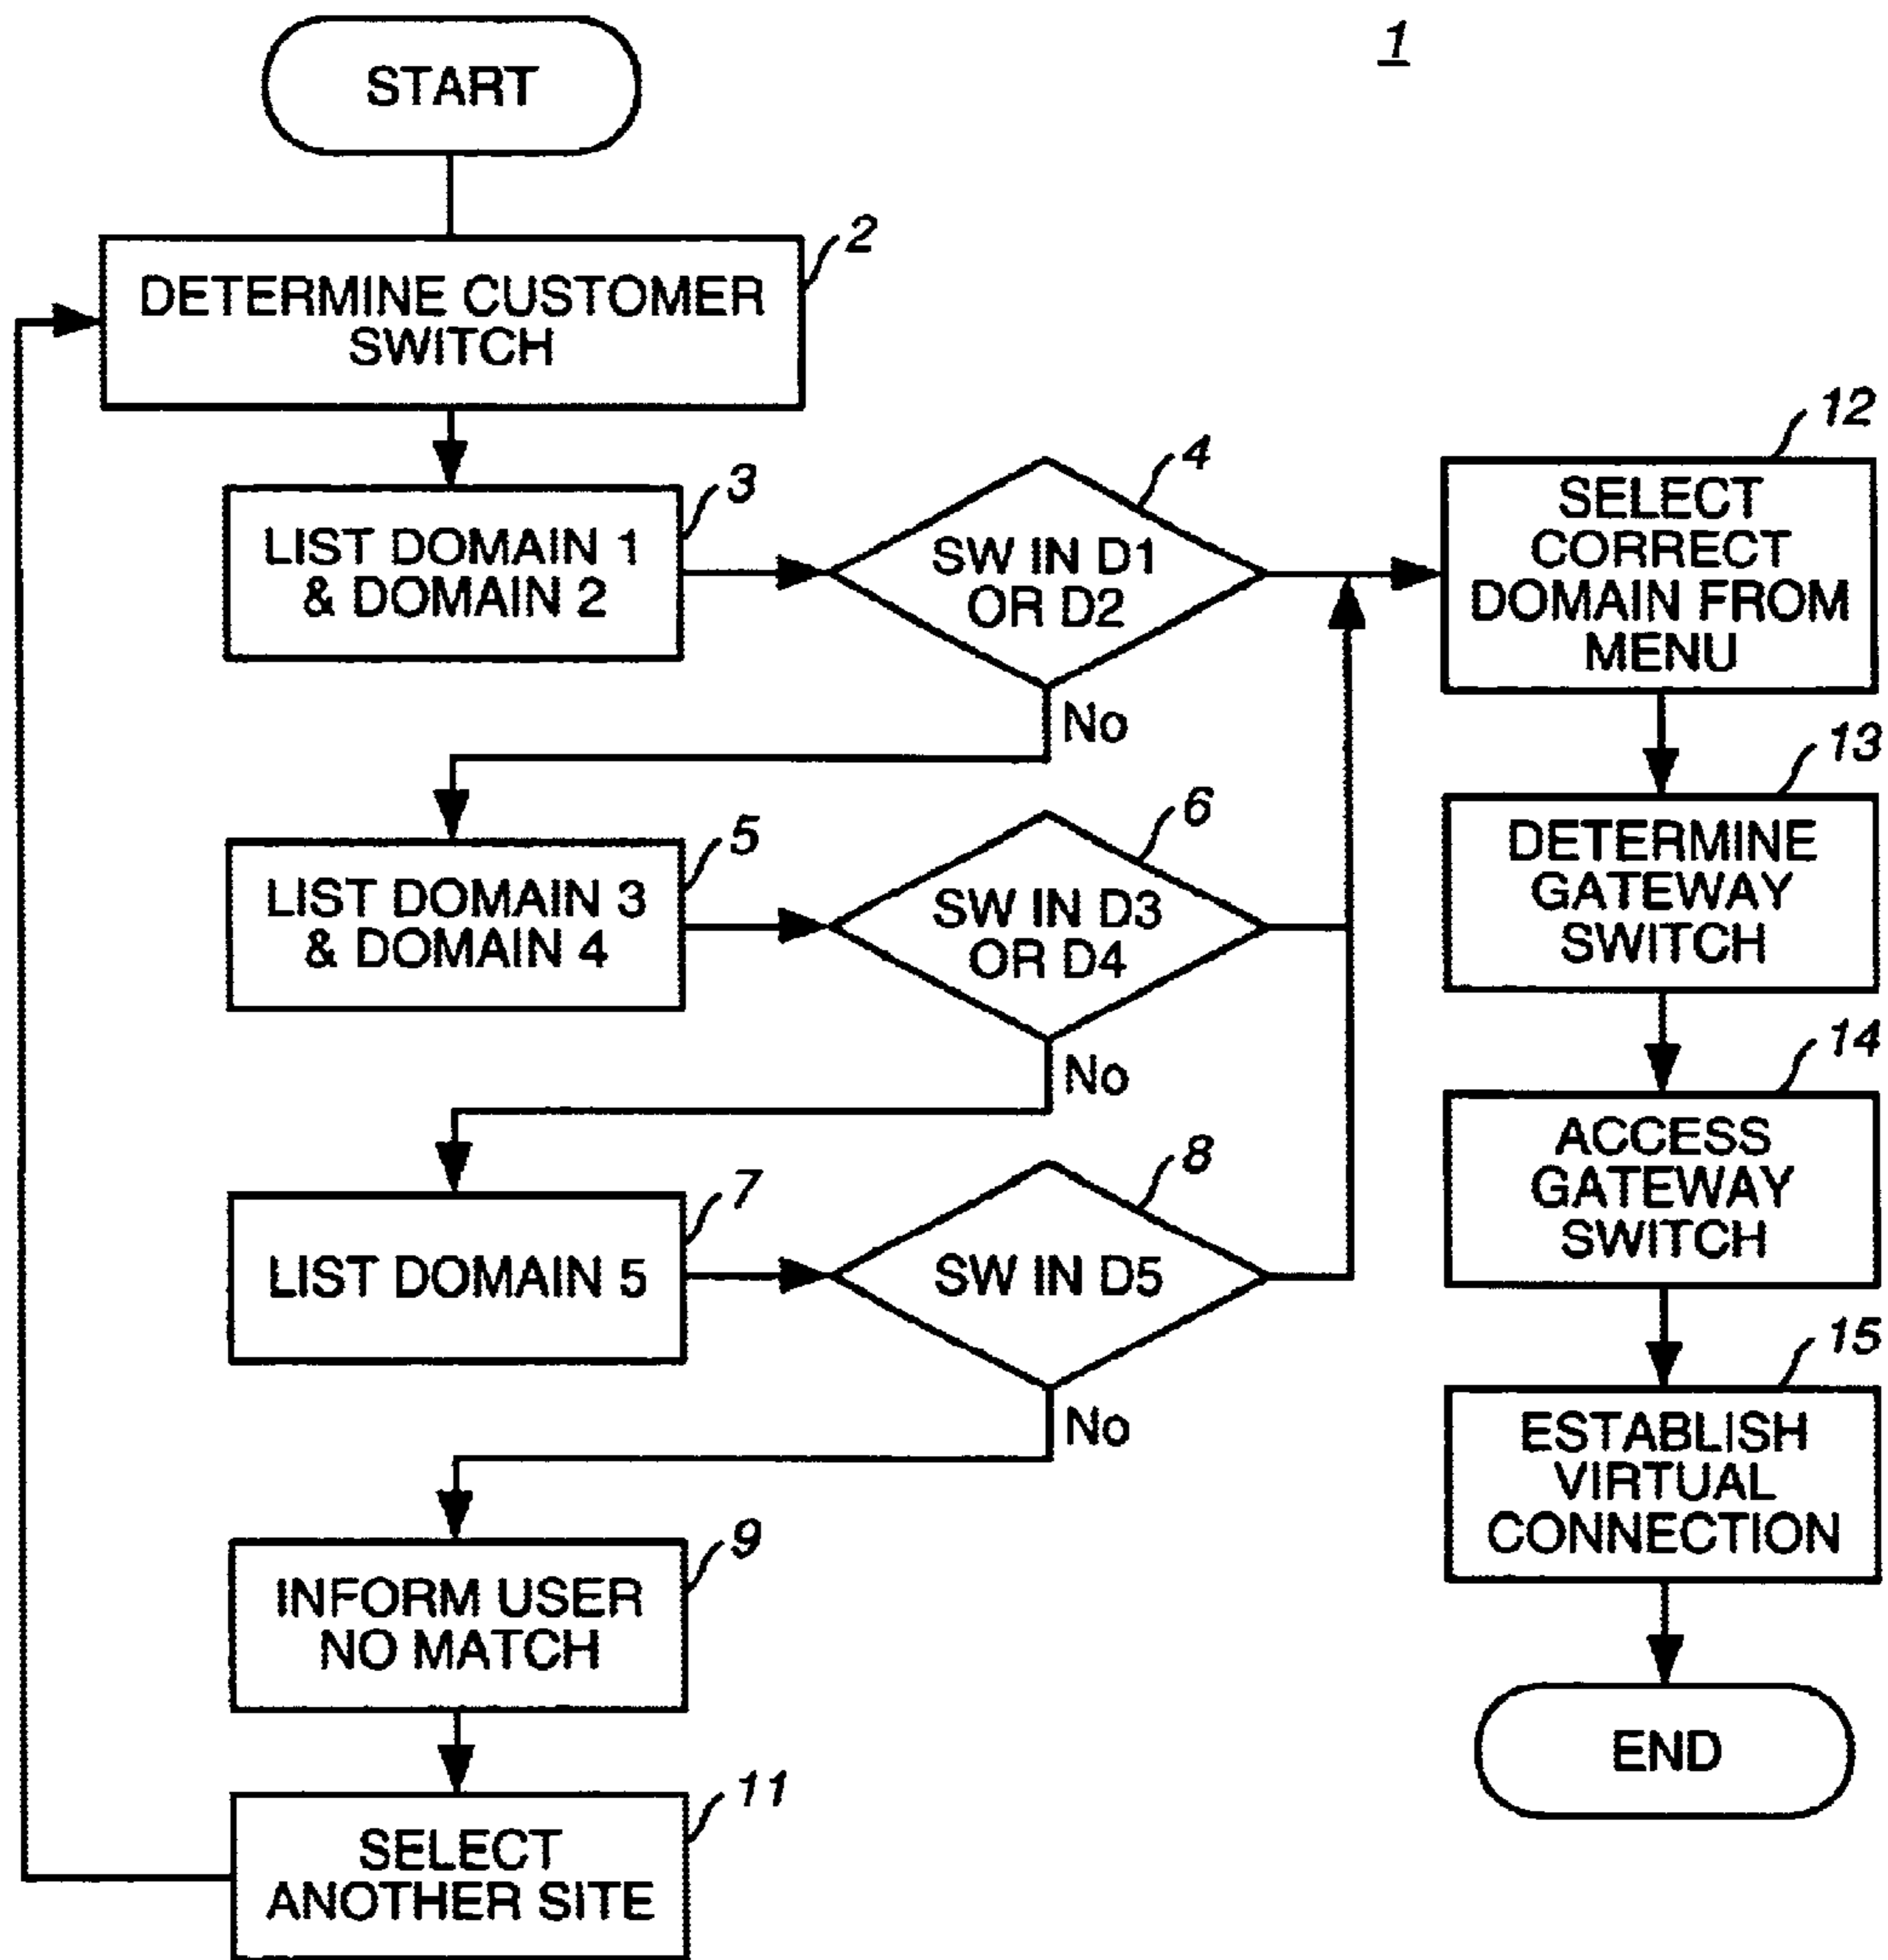 1
START
2
DETERMINE CUSTOMER
SWITCH
3
LIST DOMAIN 1
& DOMAIN 2
4
SW IN D1
OR D2
No
5
LIST DOMAIN 3
& DOMAIN 4
6
SW IN D3
OR D4
No
7
LIST DOMAIN 5
8
SW IN D5
No
9
INFORM USER
NO MATCH
11
SELECT
ANOTHER SITE
12
SELECT
CORRECT
DOMAIN FROM
MENU
13
DETERMINE
GATEWAY
SWITCH
14
ACCESS
GATEWAY
SWITCH
15
ESTABLISH
VIRTUAL
CONNECTION
END